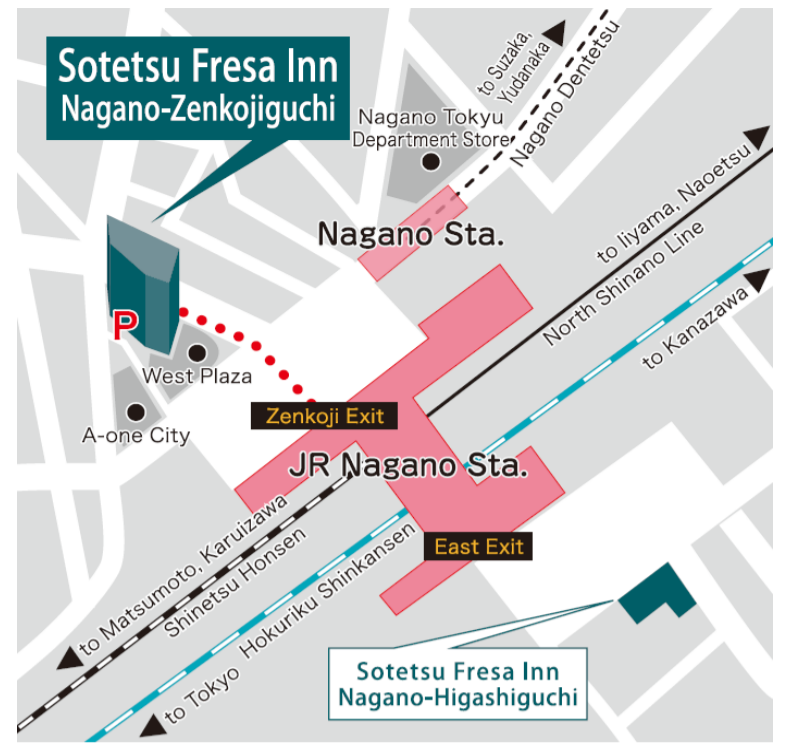 Sotetsu Fresa Inn
Nagano-Zenkojiguchi
to Suzaka,
Yudanaka
Nagano Dentetsu
Nagano Tokyu
Department Store
Nagano Sta.
to Iiyama, Naoetsu
North Shinano Line
to Kanazawa
P
West Plaza
A-one City
Zenkoji Exit
JR Nagano Sta.
East Exit
to Matsumoto, Karuizawa
Shinetsu Honsen
Hokuriku Shinkansen
to Tokyo
Sotetsu Fresa Inn
Nagano-Higashiguchi